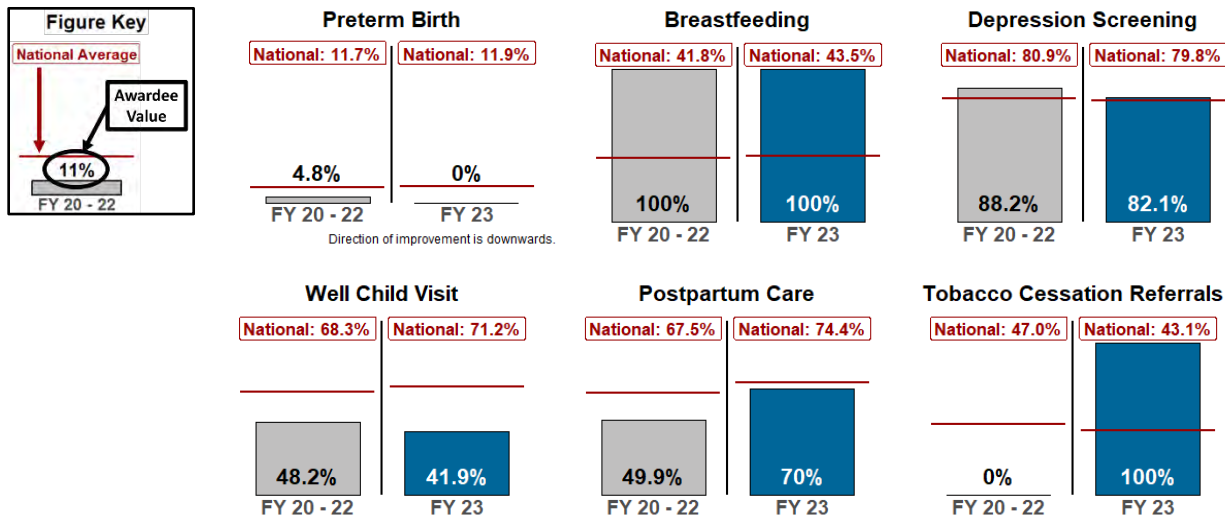 Figure Key
National Average
Awardee
Value
11%
FY 20 - 22
Preterm Birth
National: 11.7%
National: 11.9%
4.8%
0%
FY 20 - 22
FY 23
Direction of improvement is downwards.
Breastfeeding
National: 41.8%
National: 43.5%
100%
100%
FY 20 - 22
FY 23
Depression Screening
National: 80.9%
National: 79.8%
88.2%
82.1%
FY 20 - 22
FY 23
Well Child Visit
National: 68.3%
National: 71.2%
48.2%
41.9%
FY 20 - 22
FY 23
Postpartum Care
National: 67.5%
National: 74.4%
49.9%
70%
FY 20 - 22
FY 23
Tobacco Cessation Referrals
National: 47.0%
National: 43.1%
0%
100%
FY 20 - 22
FY 23